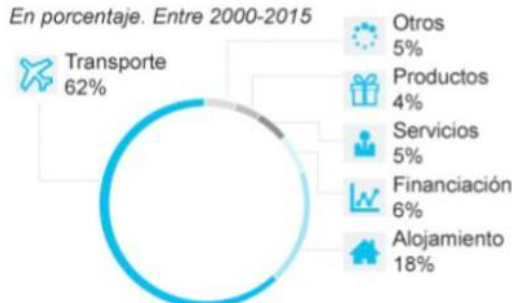 En porcentaje. Entre 2000-2015
Transporte
62%
Otros
5%
Productos
4%
Servicios
5%
Financiación
6%
Alojamiento
18%